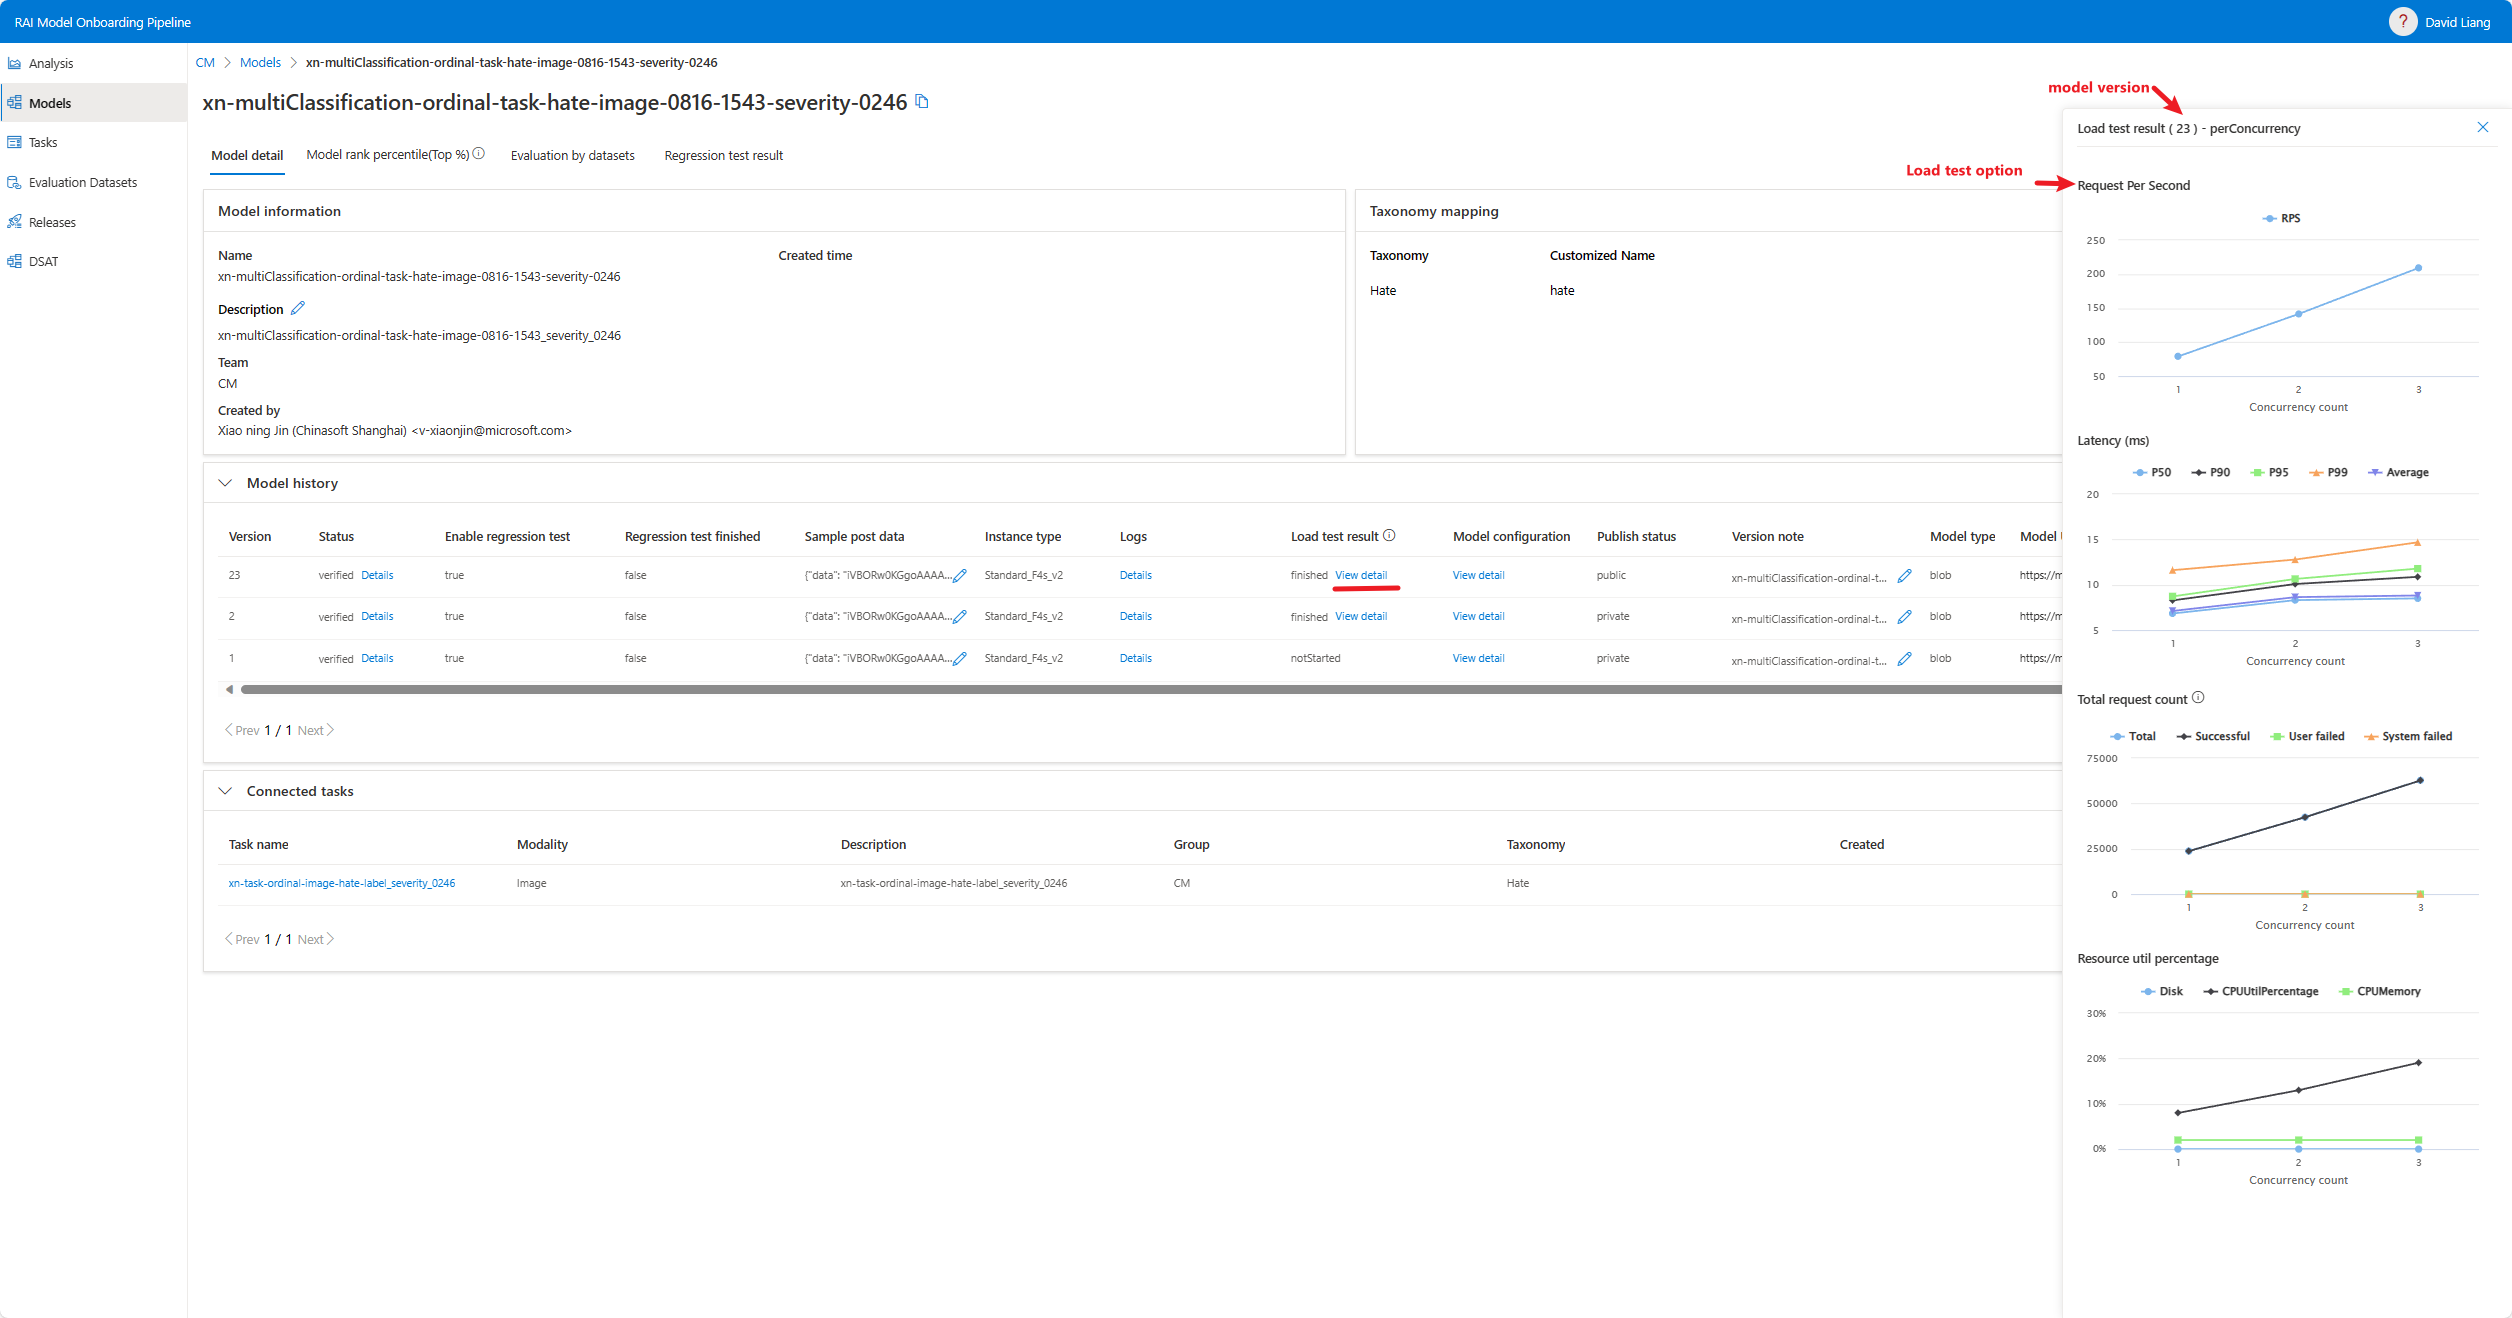 RAI Model Onboarding Pipeline
? David Liang
Analysis
Models
Tasks
Evaluation Datasets
Releases
DSAT
CM > Models > xn-multiClassification-ordinal-task-hate-image-0816-1543-severity-0246
xn-multiClassification-ordinal-task-hate-image-0816-1543-severity-0246
Model detail Model rank percentile(Top %) Evaluation by datasets Regression test result
Model information
Name
xn-multiClassification-ordinal-task-hate-image-0816-1543-severity-0246
Created time
Description
xn-multiClassification-ordinal-task-hate-image-0816-1543_severity_0246
Team
CM
Created by
Xiao ning Jin (Chinasoft Shanghai) <v-xiaonjin@microsoft.com>
Taxonomy mapping
Taxonomy Customized Name
Hate hate
Model history
Version Status Enable regression test Regression test finished Sample post data Instance type Logs Load test result Model configuration Publish status Version note Model type Model
23 verified Details true false {"data": "iVBORw0KGgoAAAA... Standard_F4s_v2 Details finished View detail View detail public xn-multiClassification-ordinal-t... blob https://m
2 verified Details true false {"data": "iVBORw0KGgoAAAA... Standard_F4s_v2 Details finished View detail View detail private xn-multiClassification-ordinal-t... blob https://m
1 verified Details true false {"data": "iVBORw0KGgoAAAA... Standard_F4s_v2 Details notStarted View detail private xn-multiClassification-ordinal-t... blob https://m
Prev 1 / 1 Next
Connected tasks
Task name Modality Description Group Taxonomy Created
xn-task-ordinal-image-hate-label_severity_0246 Image xn-task-ordinal-image-hate-label_severity_0246 CM Hate
Prev 1 / 1 Next
model version
Load test option
Load test result ( 23 ) - perConcurrency
Request Per Second
RPS
250
200
150
100
50
1 2 3
Concurrency count
Latency (ms)
P50 P90 P95 P99 Average
20
15
10
5
1 2 3
Concurrency count
Total request count
Total Successful User failed System failed
75000
50000
25000
0
1 2 3
Concurrency count
Resource util percentage
Disk CPUUtilPercentage CPUMemory
30%
20%
10%
0%
1 2 3
Concurrency count